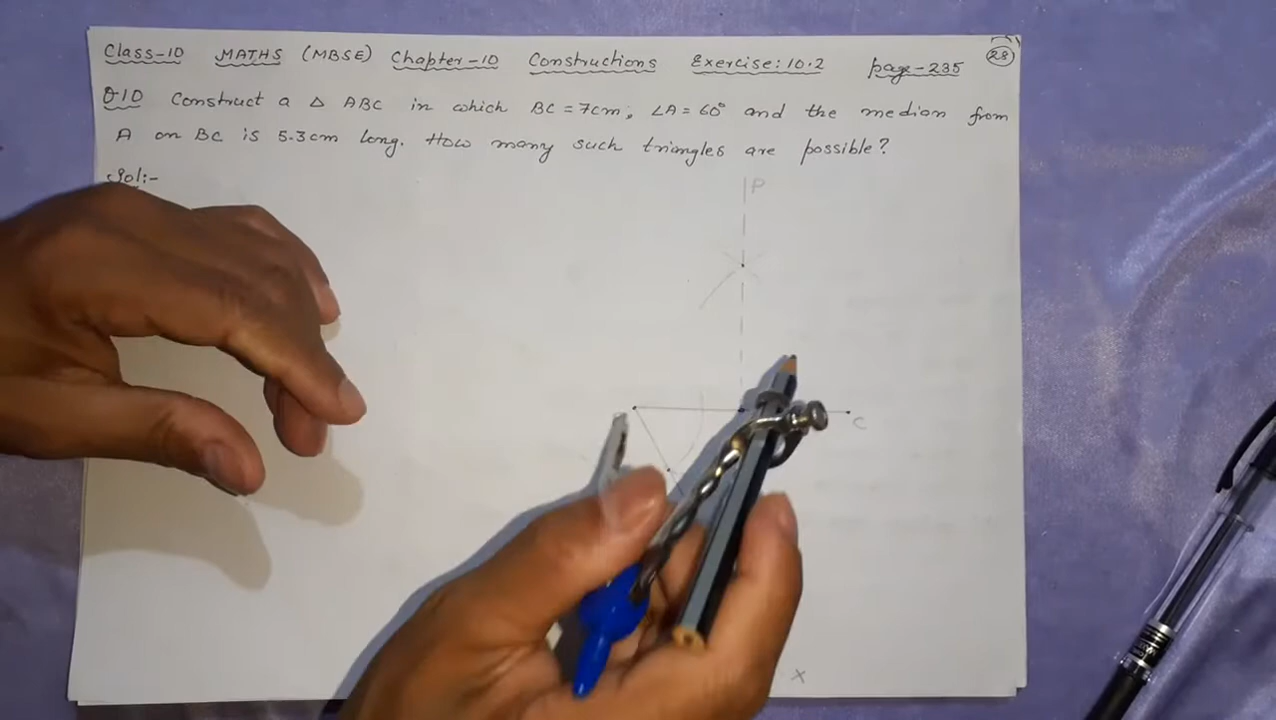 Class-10 MATHS (MBSE) Chapter-10 Constructions Exercise: 10.2 page-235 28
Q10 Construct a △ ABC in which BC = 7cm, ∠A = 60° and the median from
A on BC is 5.3cm long. How many such triangles are possible?
Sol:-
P
C
X